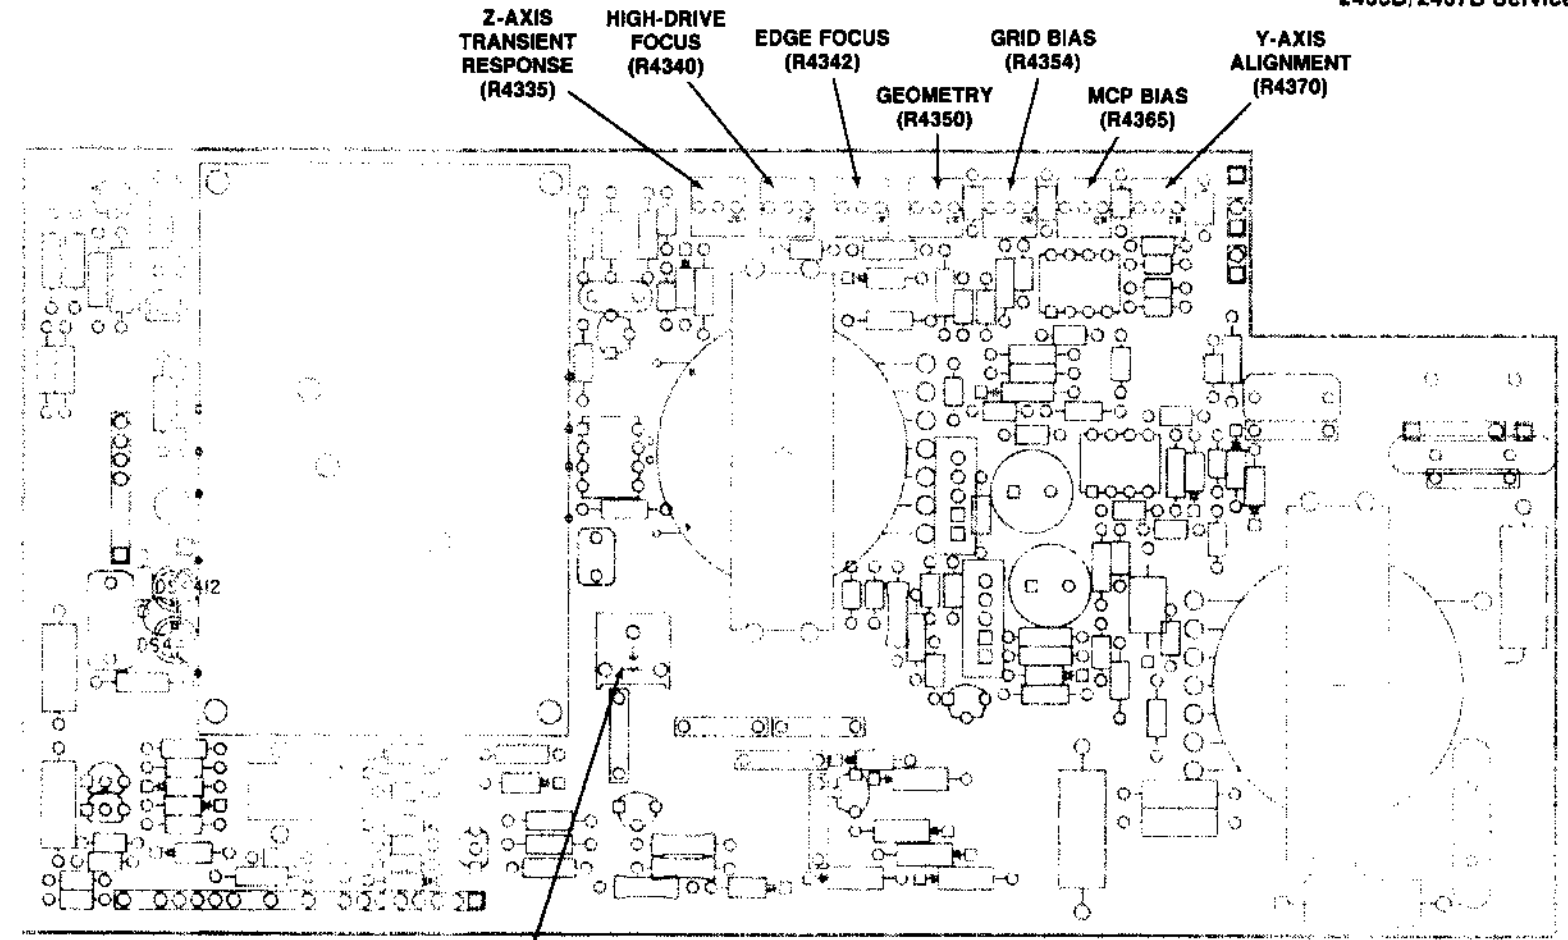 Z-AXIS
TRANSIENT
RESPONSE
(R4335)
HIGH-DRIVE
FOCUS
(R4340)
EDGE FOCUS
(R4342)
GEOMETRY
(R4350)
GRID BIAS
(R4354)
MCP BIAS
(R4365)
Y-AXIS
ALIGNMENT
(R4370)